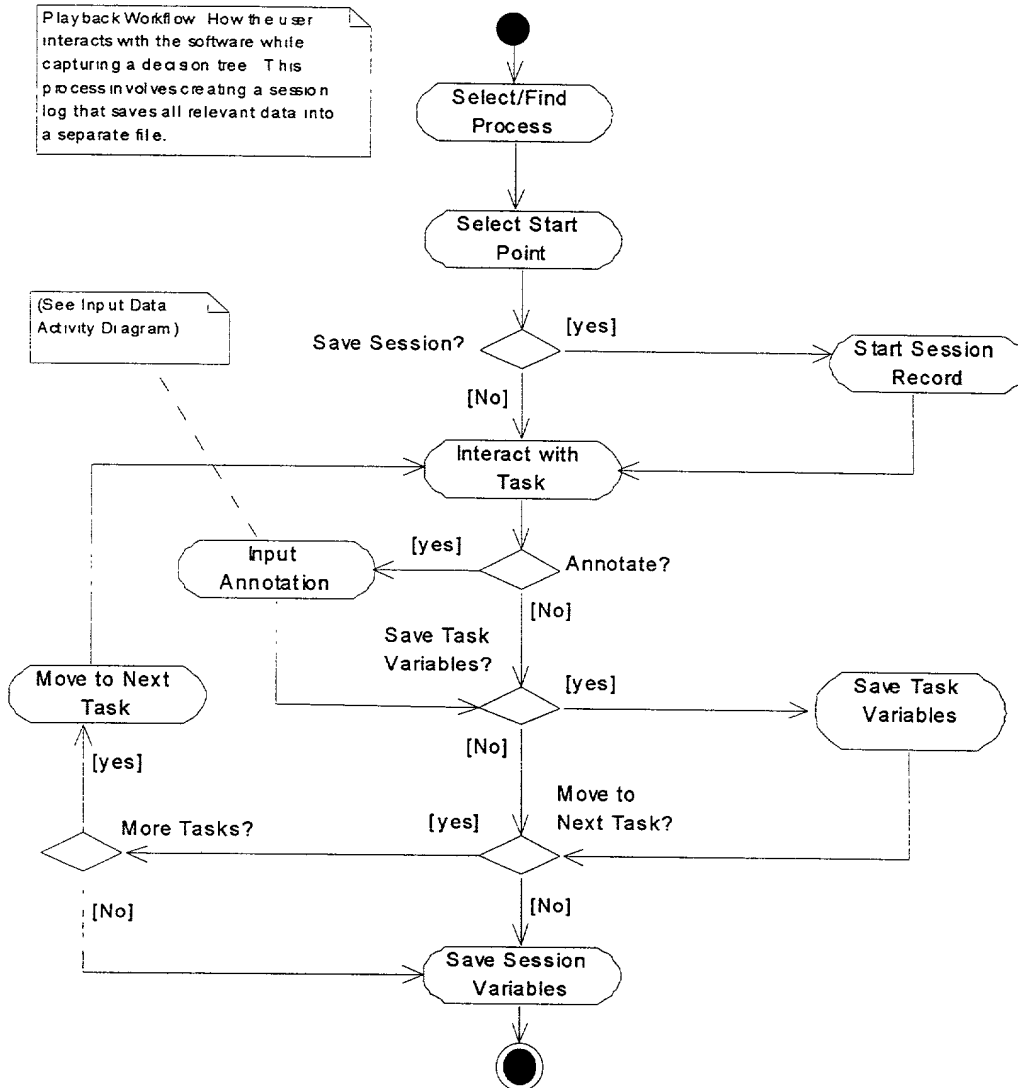 Playback Workflow How the user
interacts with the software while
capturing a decision tree This
process involves creating a session
log that saves all relevant data into
a separate file.
Select/Find
Process
Select Start
Point
(See Input Data
Activity Diagram)
Save Session?
[yes]
Start Session
Record
[No]
Interact with
Task
[yes]
Input
Annotation
Annotate?
[No]
Save Task
Variables?
[yes]
Save Task
Variables
Move to Next
Task
[No]
[yes]
Move to
Next Task?
[yes]
More Tasks?
[No]
[No]
Save Session
Variables